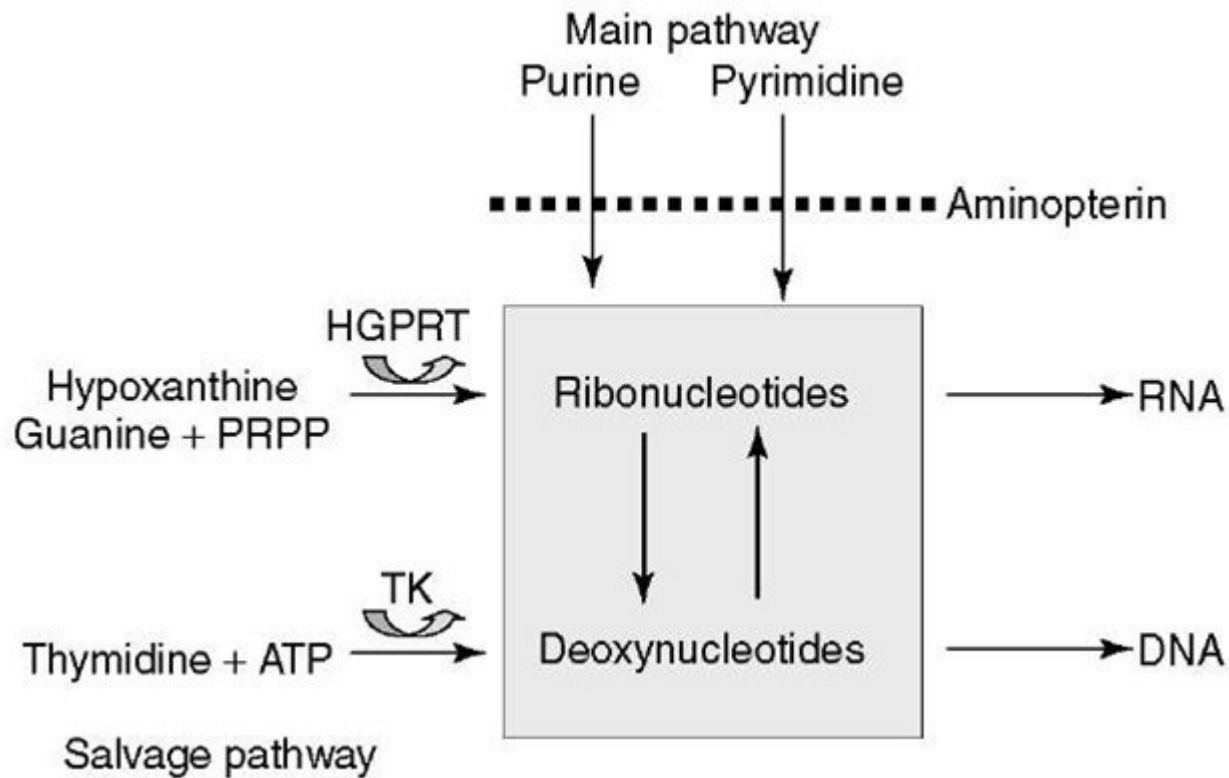 Main pathway
Purine Pyrimidine
Aminopterin
HGPRT
Hypoxanthine
Guanine + PRPP
Ribonucleotides
RNA
TK
Thymidine + ATP
Deoxynucleotides
DNA
Salvage pathway